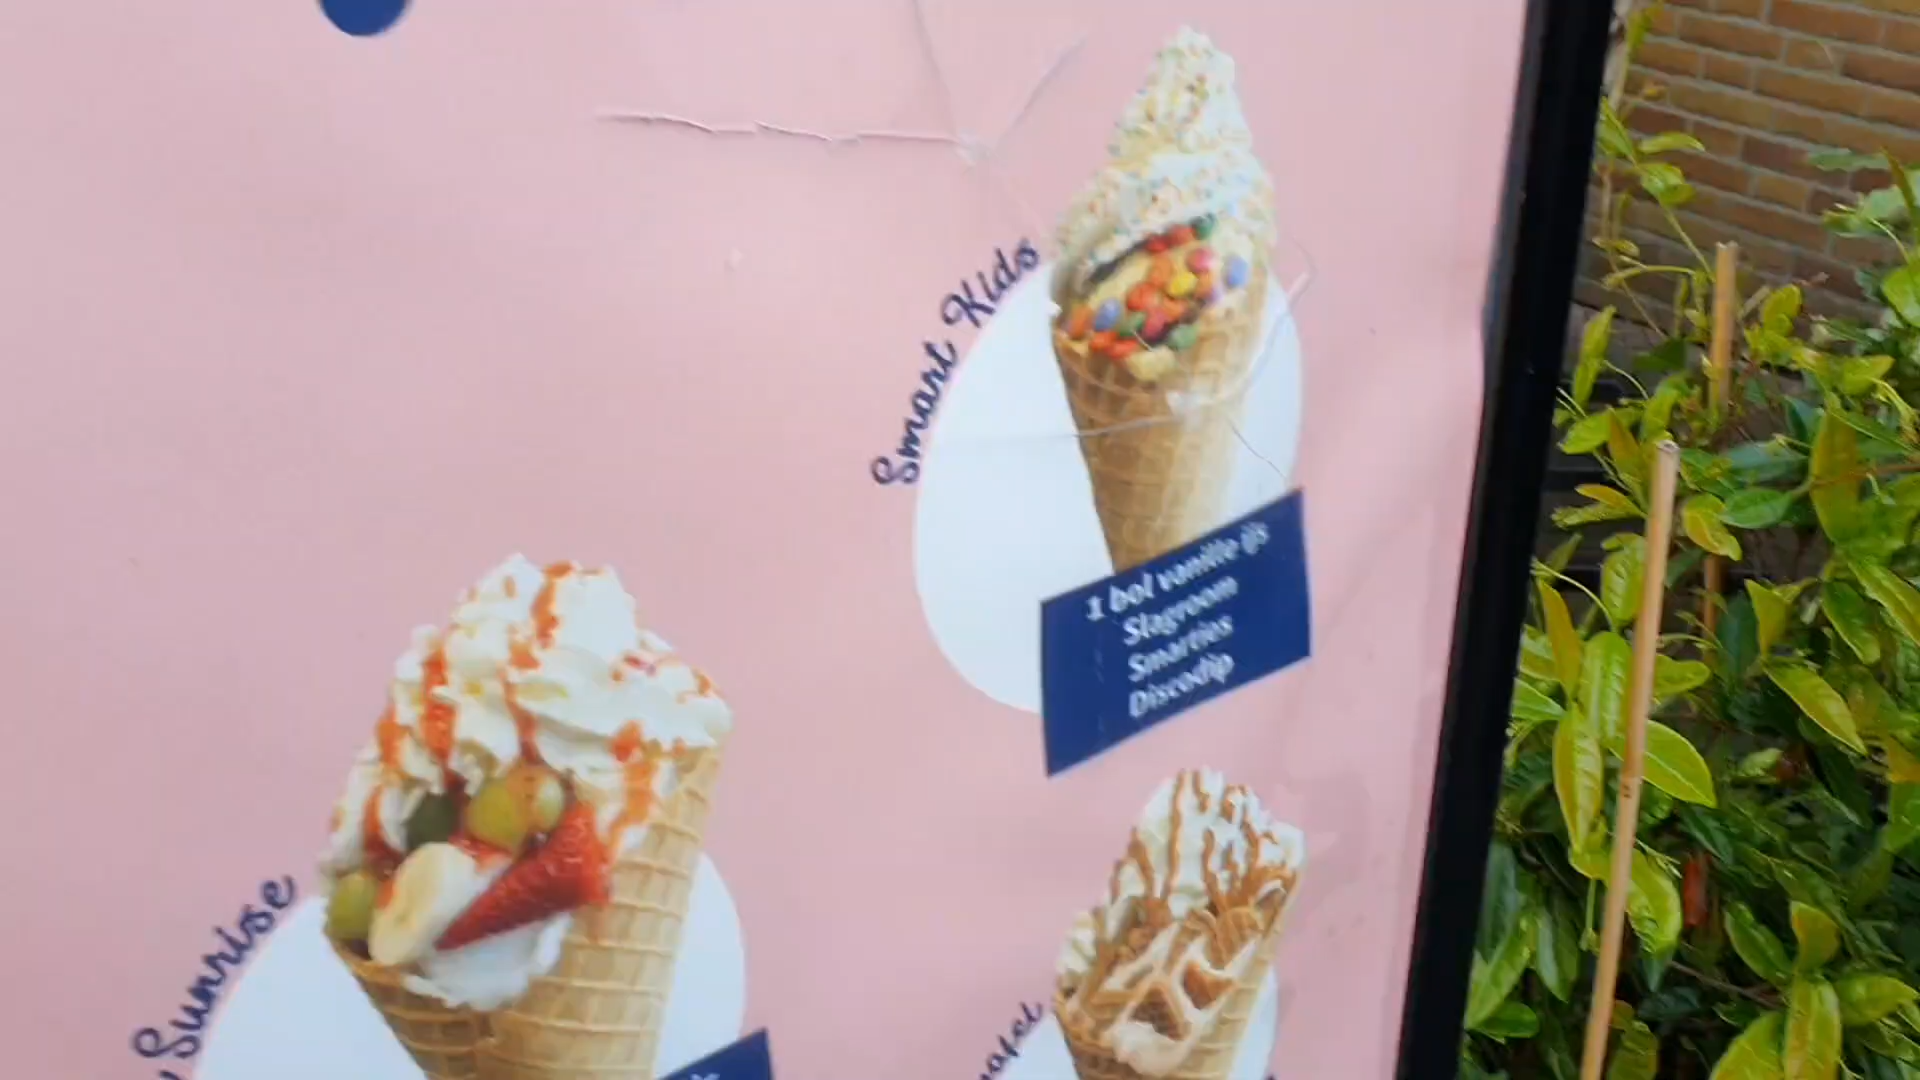 Smart Kids
1 bol vanille ijs
Slagroom
Smarties
Discodip
Sunrise